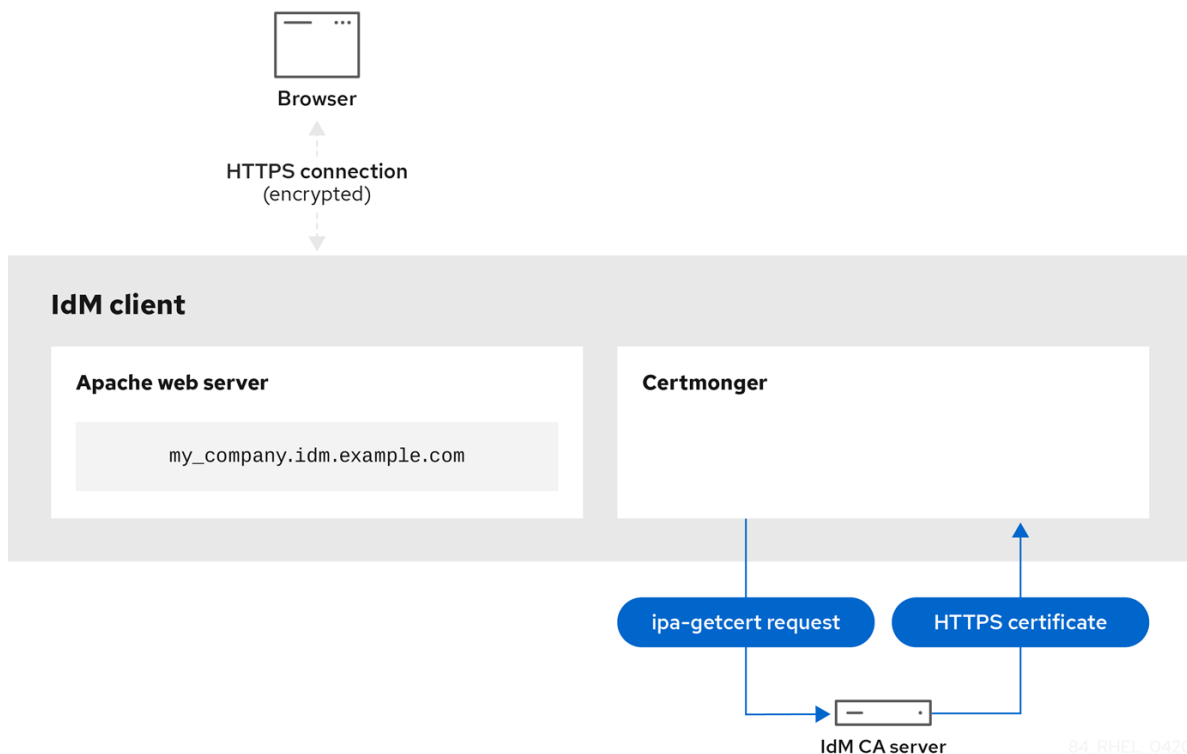 Browser
HTTPS connection
(encrypted)
IdM client
Apache web server
my_company.idm.example.com
Certmonger
ipa-getcert request
HTTPS certificate
IdM CA server
84_RHEL_0420